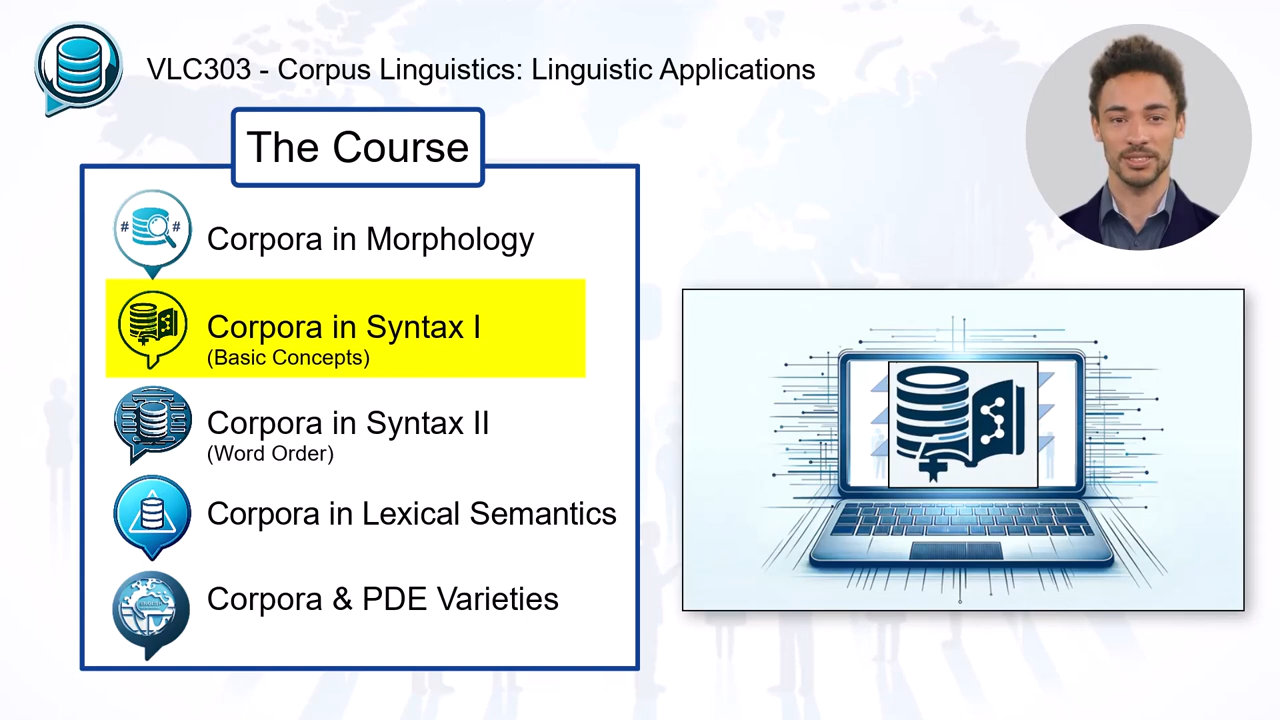 VLC303 - Corpus Linguistics: Linguistic Applications
The Course
# #
Corpora in Morphology
Corpora in Syntax I
(Basic Concepts)
Corpora in Syntax II
(Word Order)
Corpora in Lexical Semantics
Corpora & PDE Varieties